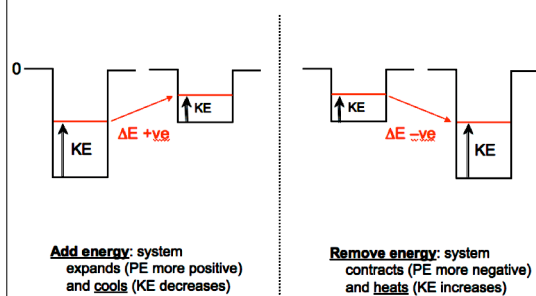 0
KE
KE
ΔE +ve
KE
ΔE –ve
KE
Add energy: system
expands (PE more positive)
and cools (KE decreases)
Remove energy: system
contracts (PE more negative)
and heats (KE increases)